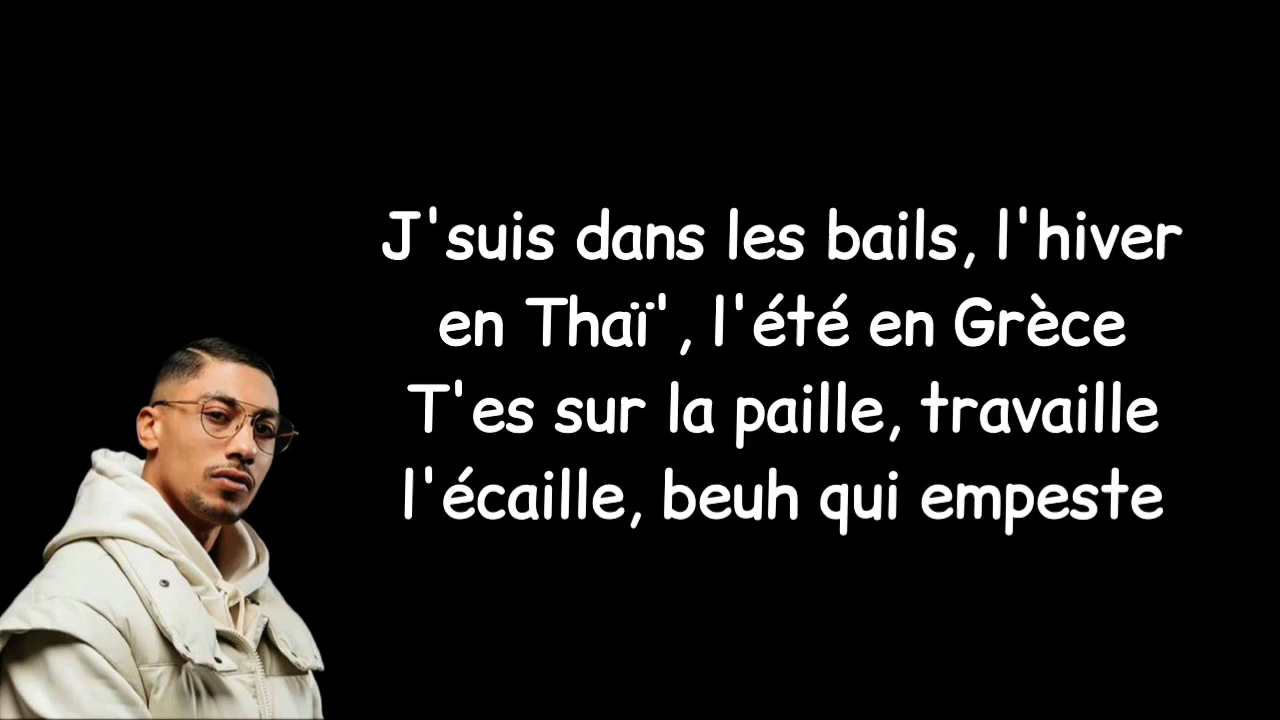 J'suis dans les bails, l'hiver
en Thaï', l'été en Grèce
T'es sur la paille, travaille
l'écaille, beuh qui empeste